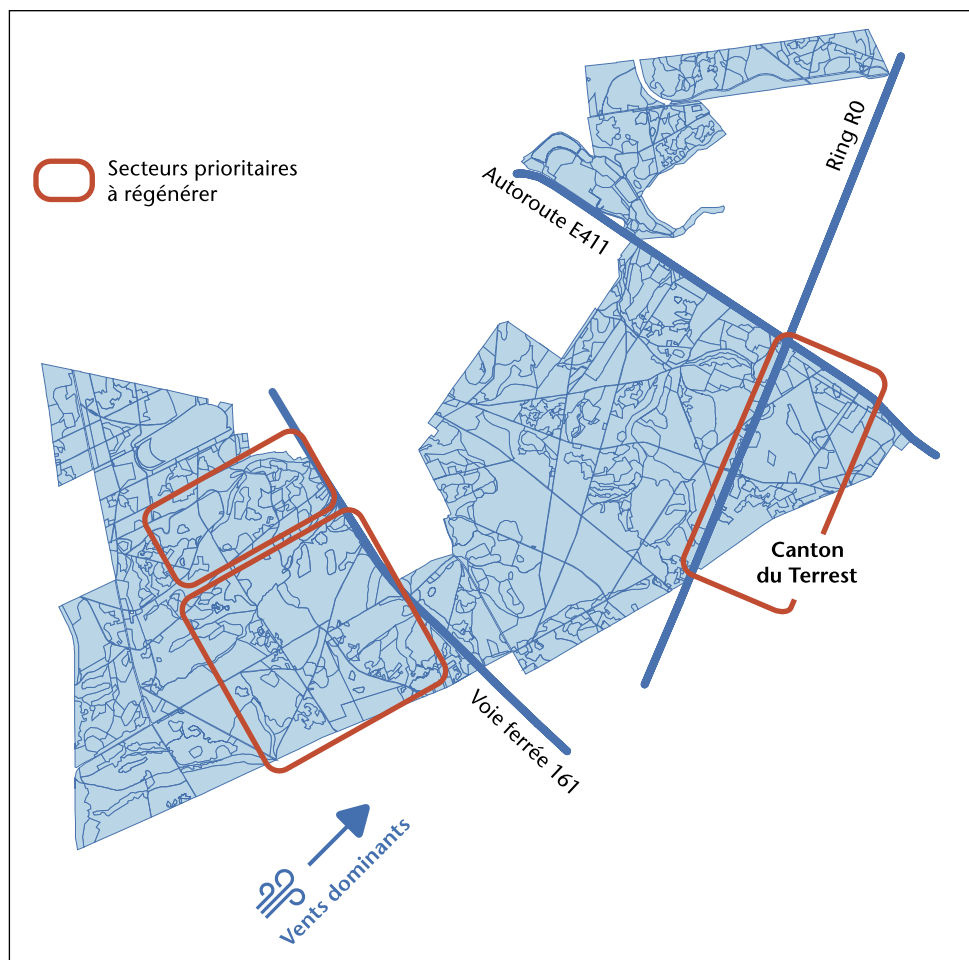 Secteurs prioritaires
à régénérer
Ring R0
Autoroute E411
Canton
du Terrest
Voie ferrée 161
Vents dominants